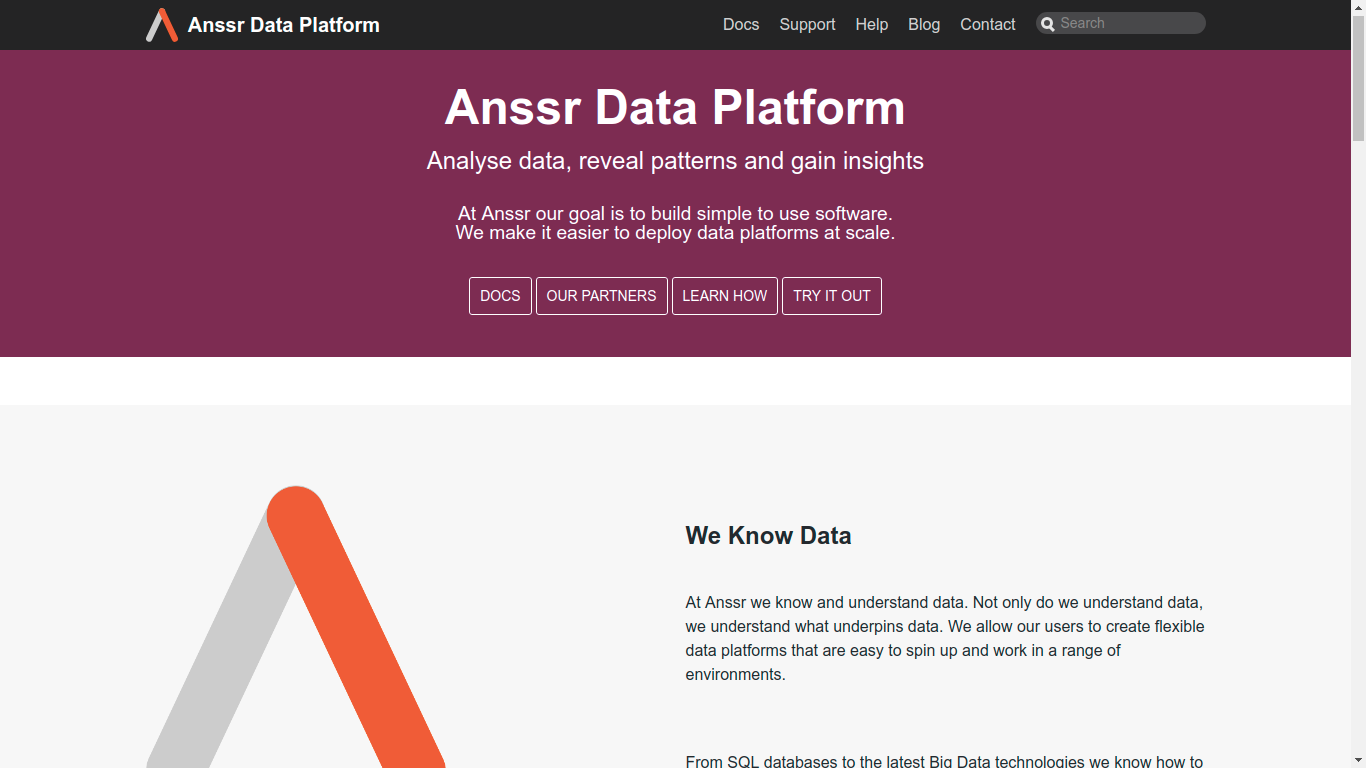 Anssr Data Platform
Docs Support Help Blog Contact Search
Anssr Data Platform
Analyse data, reveal patterns and gain insights
At Anssr our goal is to build simple to use software.
We make it easier to deploy data platforms at scale.
DOCS OUR PARTNERS LEARN HOW TRY IT OUT
We Know Data
At Anssr we know and understand data. Not only do we understand data,
we understand what underpins data. We allow our users to create flexible
data platforms that are easy to spin up and work in a range of
environments.
From SQL databases to the latest Big Data technologies we know how to